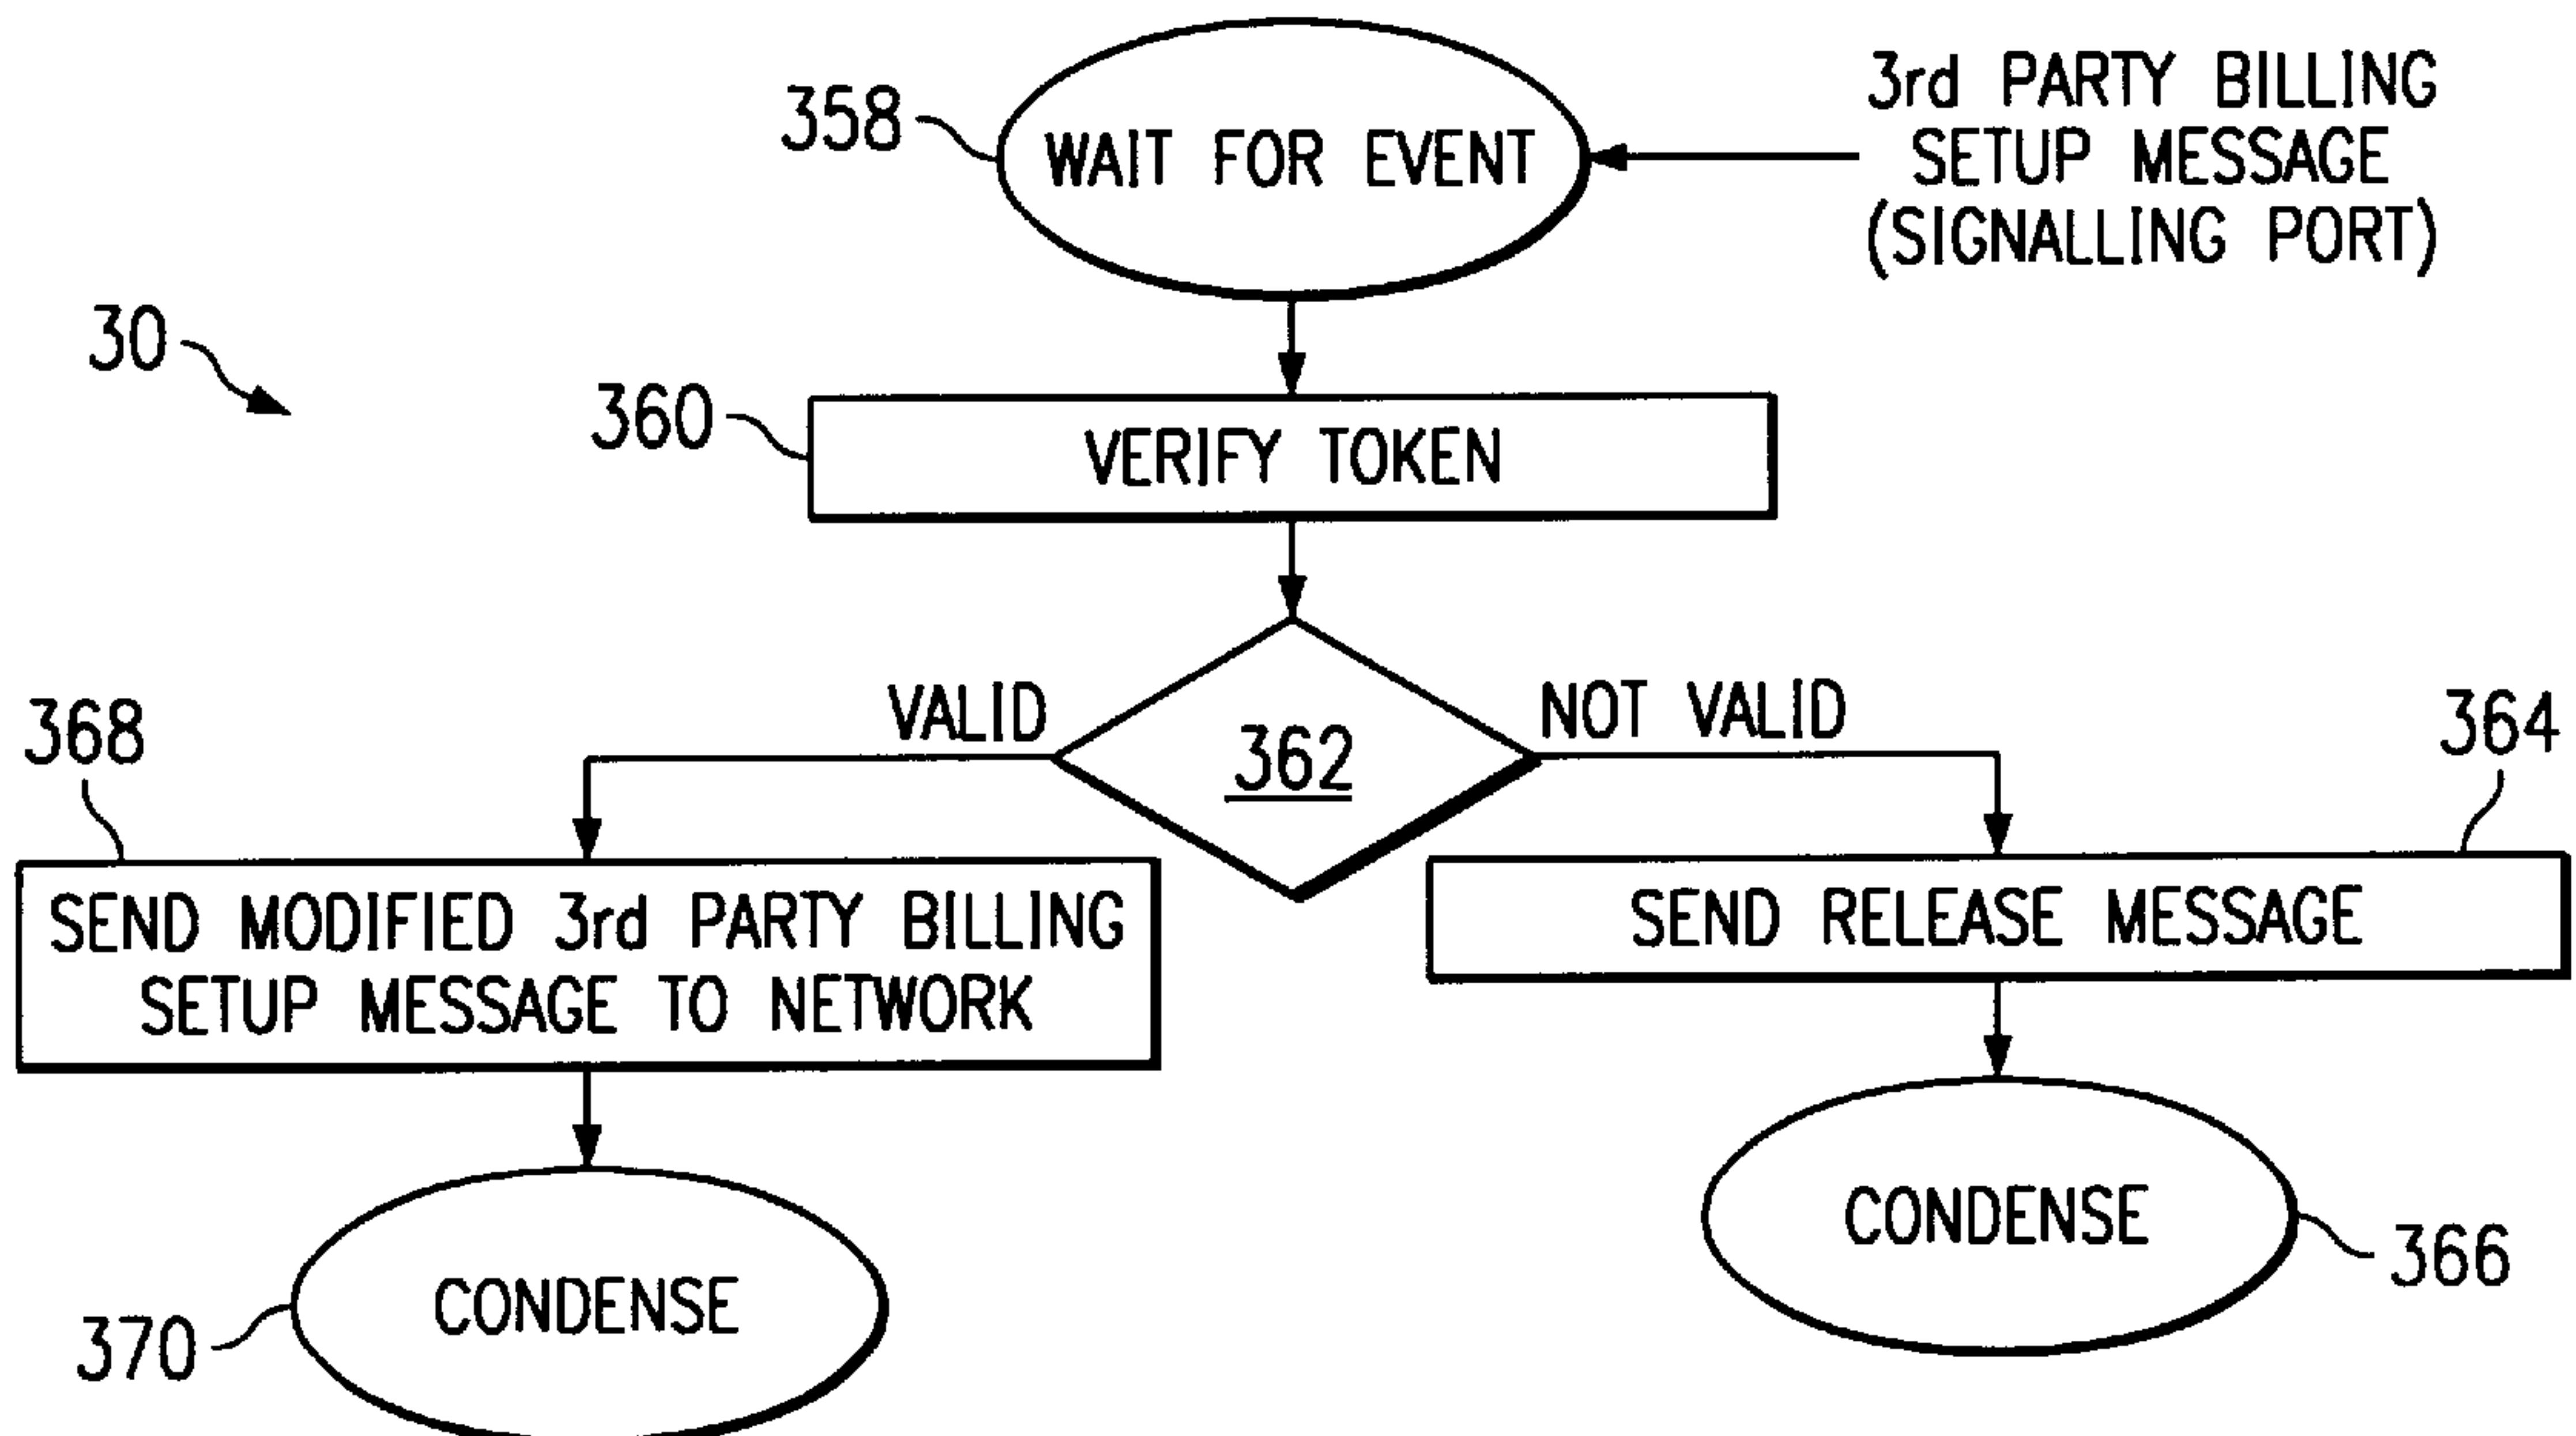 3rd PARTY BILLING
SETUP MESSAGE
(SIGNALLING PORT)
358
WAIT FOR EVENT
30
360
VERIFY TOKEN
VALID
NOT VALID
362
368
364
SEND MODIFIED 3rd PARTY BILLING
SETUP MESSAGE TO NETWORK
SEND RELEASE MESSAGE
CONDENSE
366
CONDENSE
370